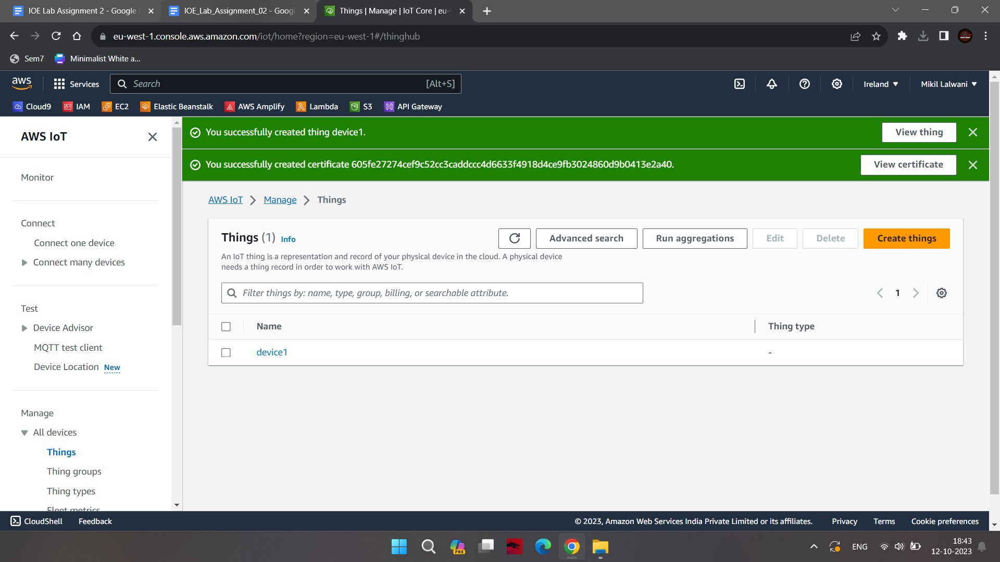 IOE Lab Assignment 2 - Google
IOE_Lab_Assignment_02 - Goog
Things | Manage | IoT Core | eu-
eu-west-1.console.aws.amazon.com/iot/home?region=eu-west-1#/thinghub
Sem7
Minimalist White a...
aws
Services
Search
[Alt+S]
Ireland
Mikil Lalwani
Cloud9
IAM
EC2
Elastic Beanstalk
AWS Amplify
Lambda
S3
API Gateway
AWS IoT
Monitor
Connect
Connect one device
Connect many devices
Test
Device Advisor
MQTT test client
Device Location New
Manage
All devices
Things
Thing groups
Thing types
Fleet metrics
You successfully created thing device1.
View thing
You successfully created certificate 605fe27274cef9c52cc3caddccc4d6633f4918d4ce9fb3024860d9b0413e2a40.
View certificate
AWS IoT > Manage > Things
Things (1) Info
Advanced search
Run aggregations
Edit
Delete
Create things
An IoT thing is a representation and record of your physical device in the cloud. A physical device
needs a thing record in order to work with AWS IoT.
Filter things by: name, type, group, billing, or searchable attribute.
1
Name
Thing type
device1
-
CloudShell
Feedback
© 2023, Amazon Web Services India Private Limited or its affiliates.
Privacy
Terms
Cookie preferences
PRE
ENG
18:43
12-10-2023